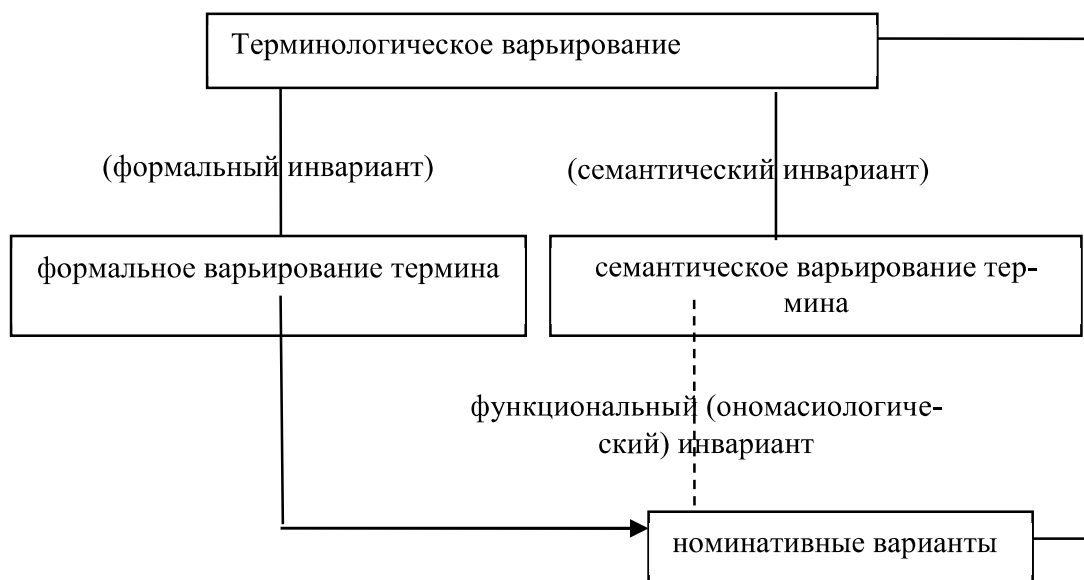 Терминологическое варьирование
(формальный инвариант)
(семантический инвариант)
формальное варьирование термина
семантическое варьирование тер-
мина
функциональный (ономасиологиче-
ский) инвариант
номинативные варианты